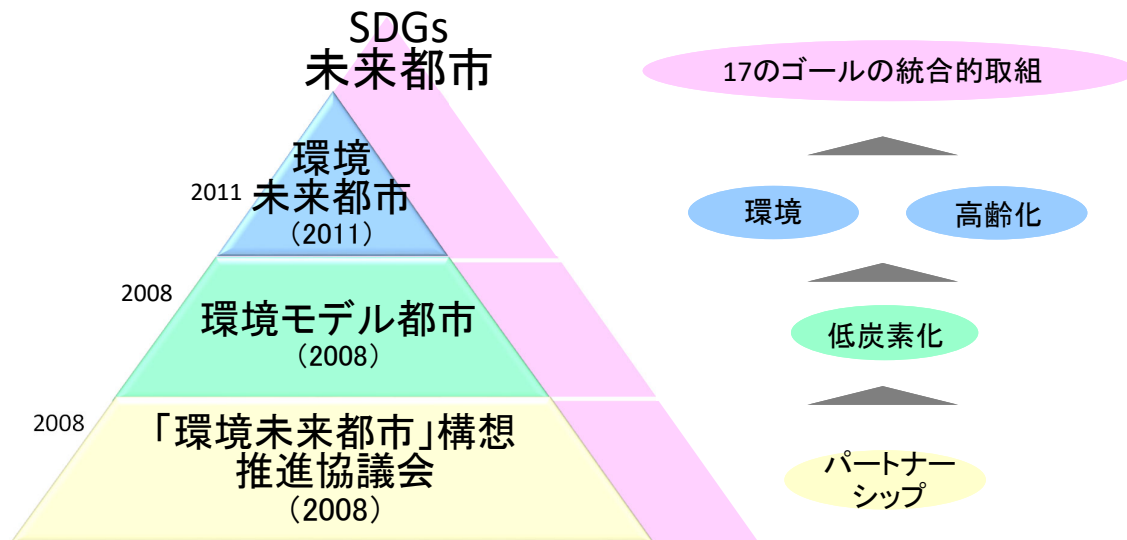 SDGs
未来都市
環境
未来都市
（2011）
2011
環境モデル都市
（2008）
2008
「環境未来都市」構想
推進協議会
（2008）
2008
17のゴールの統合的取組
環境
高齢化
低炭素化
パートナー
シップ